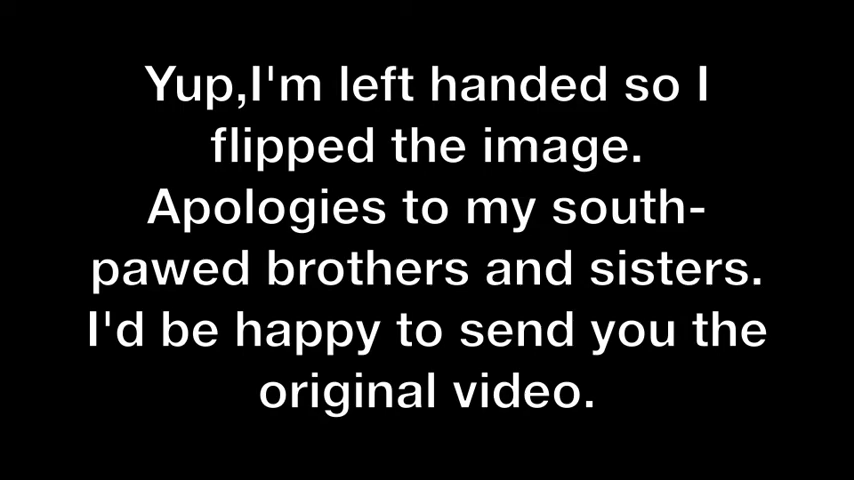 Yup,I'm left handed so I
flipped the image.
Apologies to my south-
pawed brothers and sisters.
I'd be happy to send you the
original video.